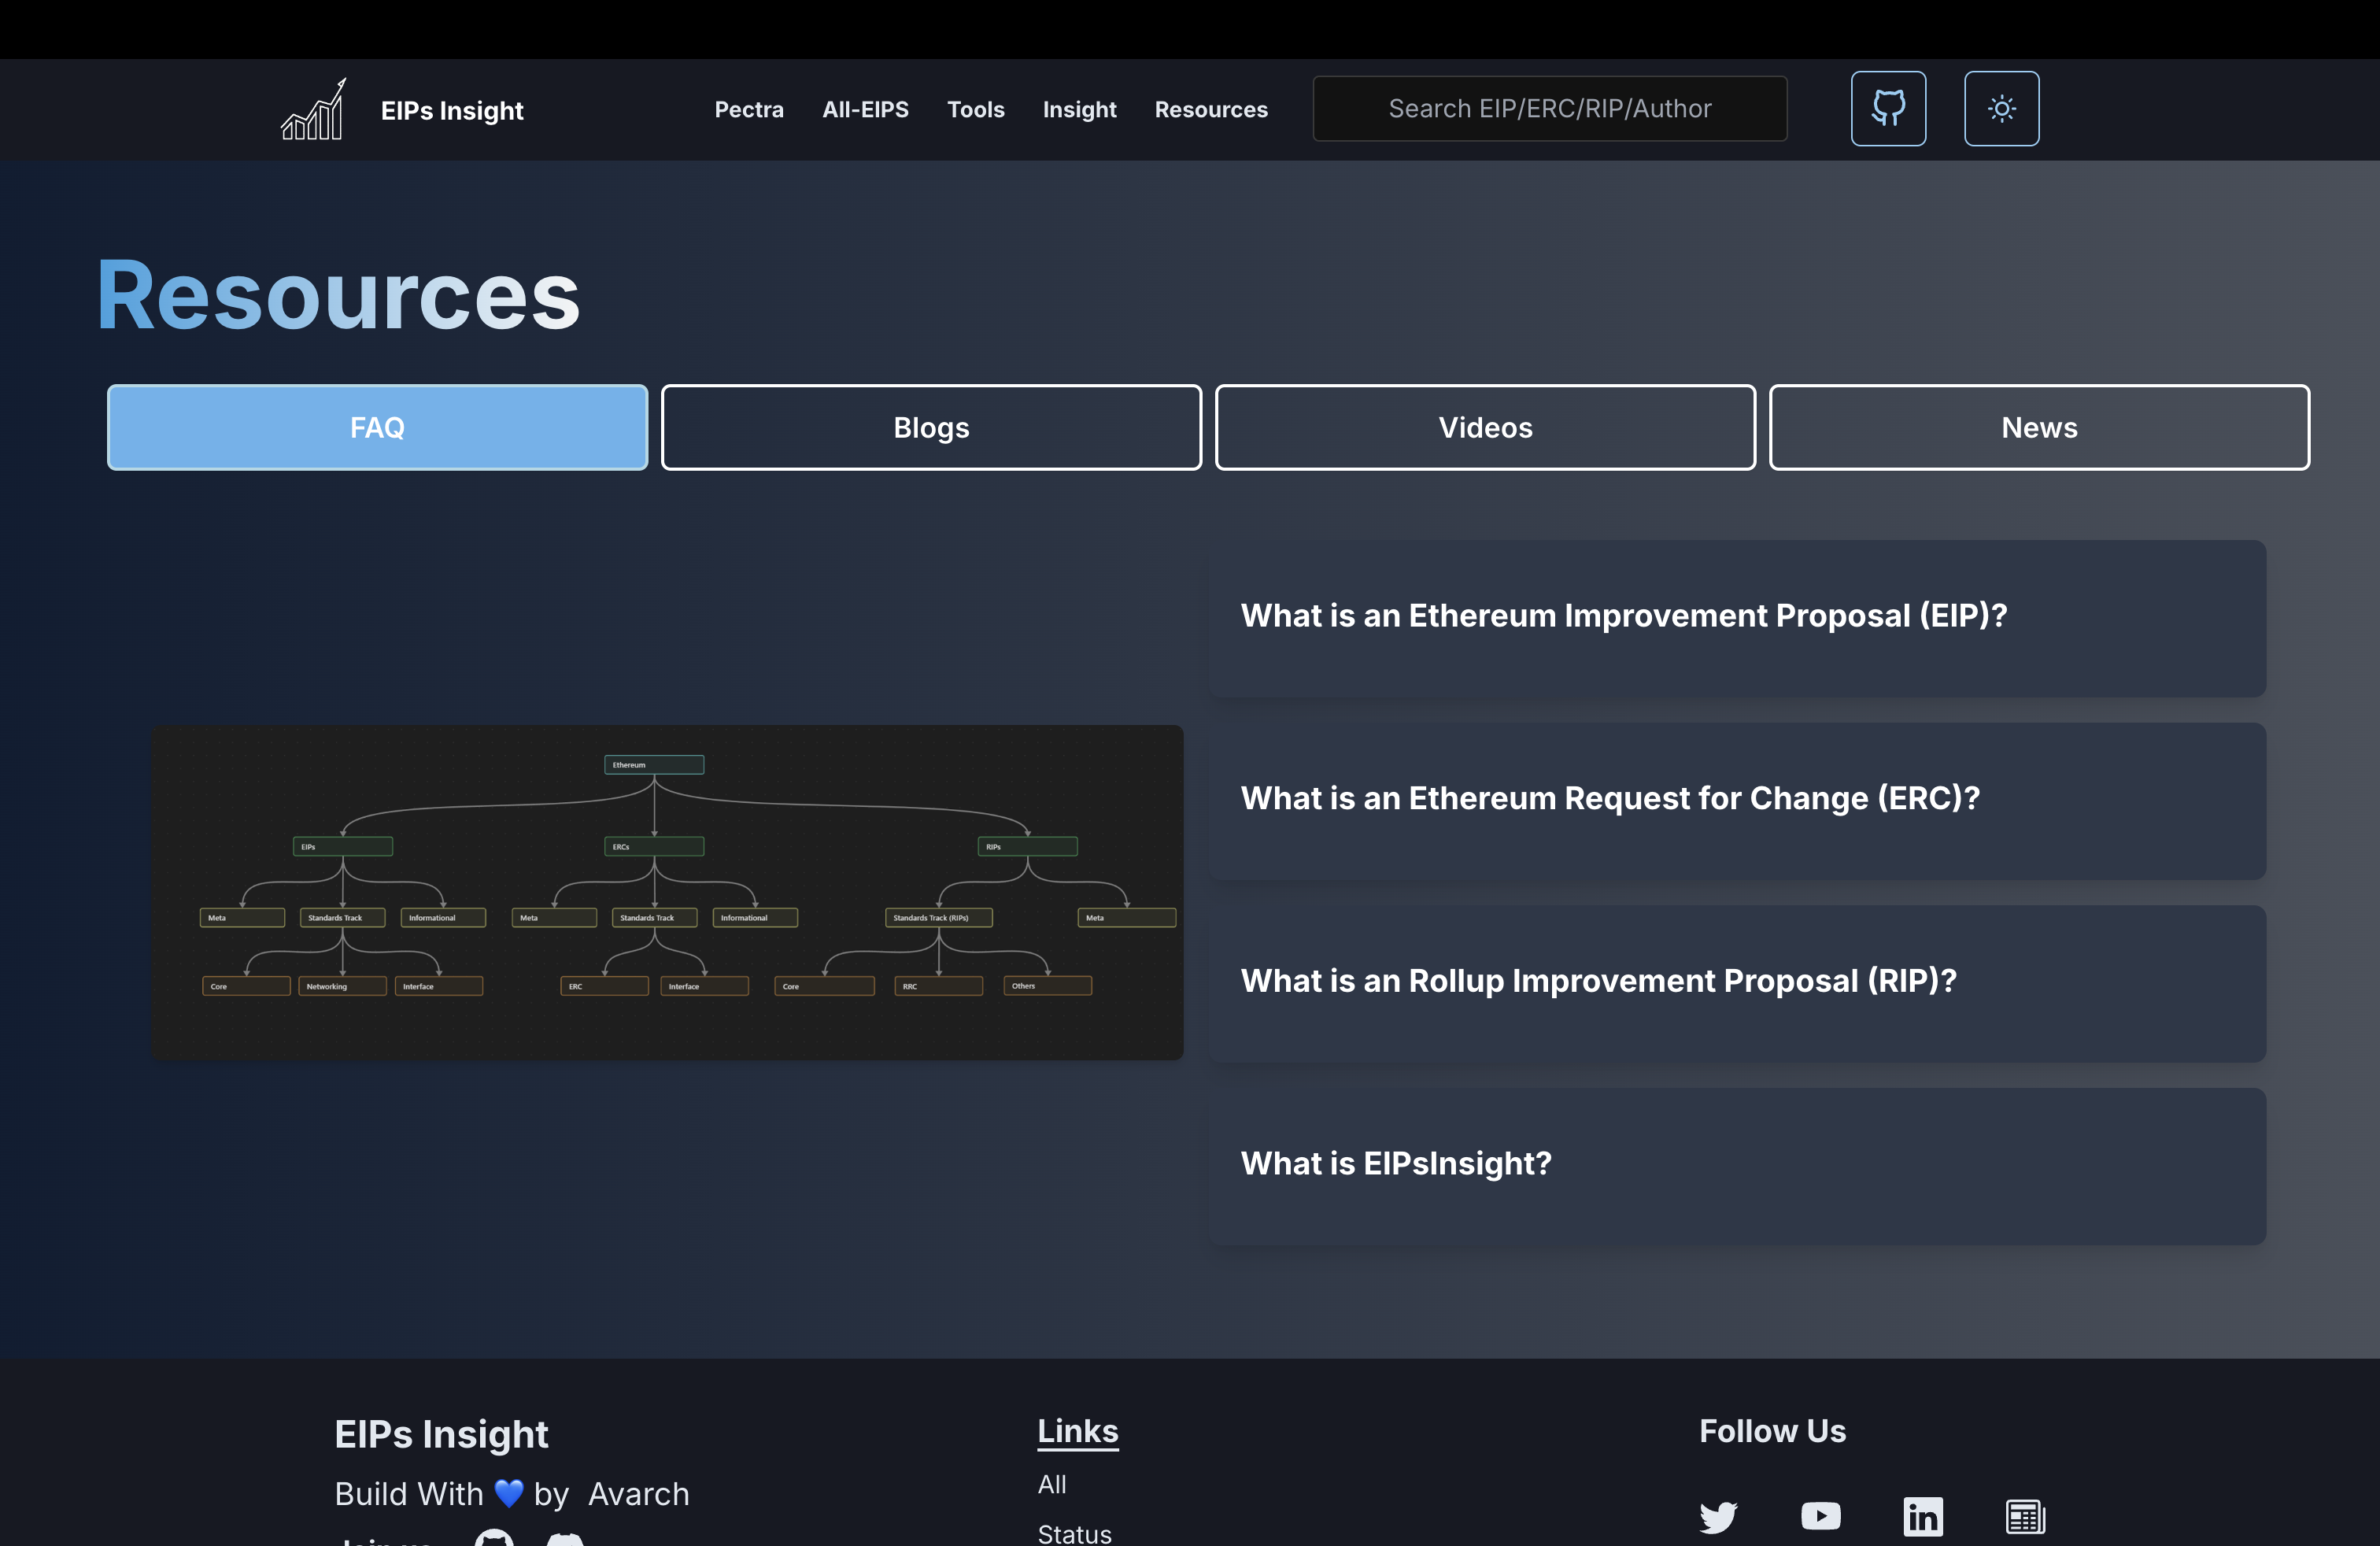 EIPs Insight
Pectra
All-EIPS
Tools
Insight
Resources
Search EIP/ERC/RIP/Author
Resources
FAQ
Blogs
Videos
News
Ethereum
EIPs
ERCs
RIPs
Meta
Standards Track
Informational
Meta
Standards Track
Informational
Standards Track (RIPs)
Meta
Core
Networking
Interface
ERC
Interface
Core
RRC
Others
What is an Ethereum Improvement Proposal (EIP)?
What is an Ethereum Request for Change (ERC)?
What is an Rollup Improvement Proposal (RIP)?
What is EIPsInsight?
EIPs Insight
Build With 💙 by Avarch
Links
All
Status
Follow Us